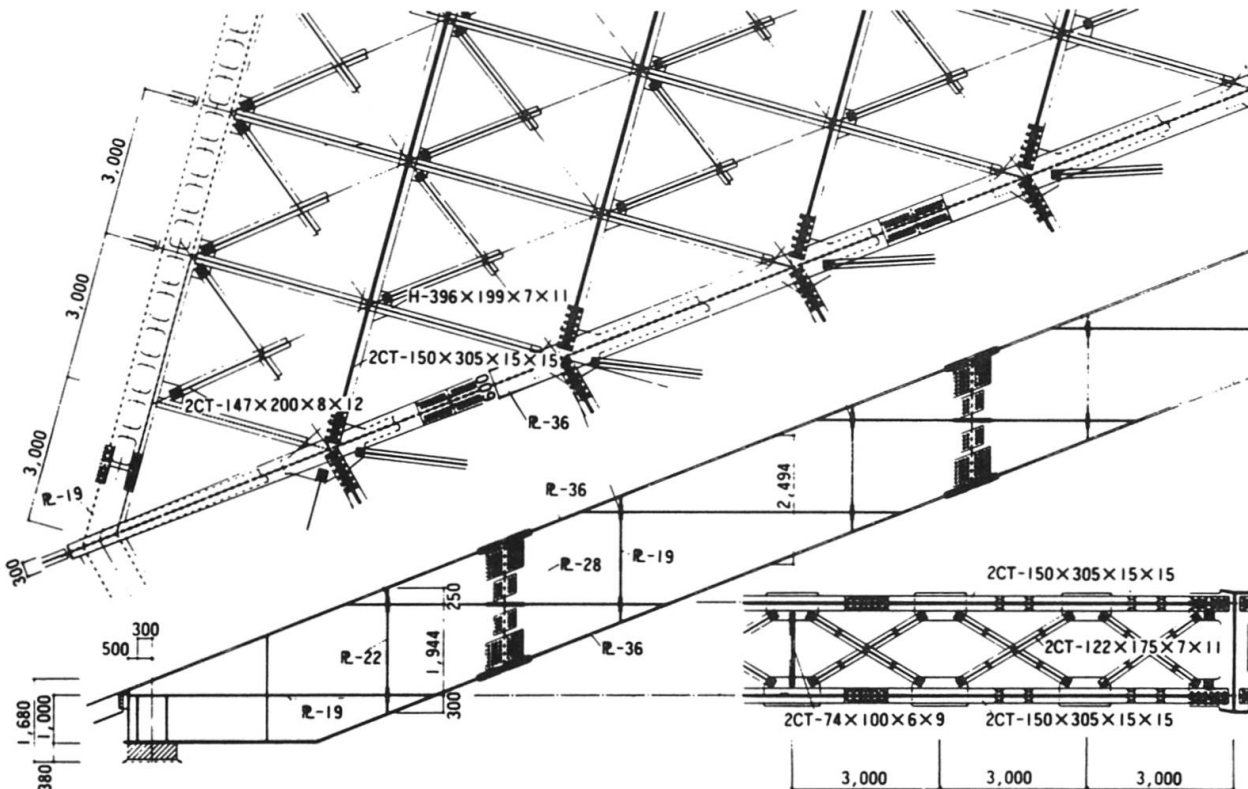 3,000
3,000
3,000
H-396×199×7×11
2CT-150×305×15×15
2CT-147×200×8×12
600
PL-36
PL-19
300
PL-36
2,494
PL-28
PL-19
250
1,944
300
PL-22
PL-36
300
500
PL-19
1,680
1,000
380
2CT-150×305×15×15
2CT-122×175×7×11
2CT-74×100×6×9
2CT-150×305×15×15
3,000
3,000
3,000